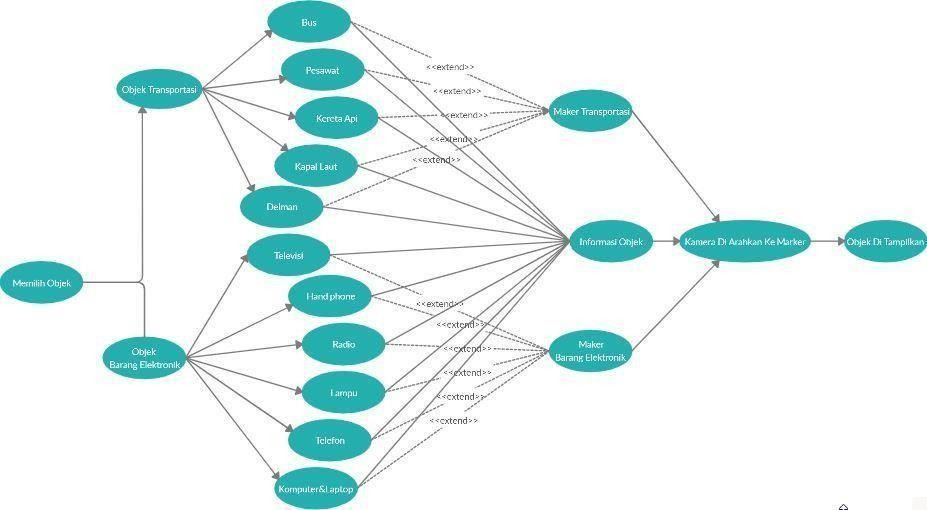 Bus
Pesawat
Objek Transportasi
Kereta Api
Kapal Laut
Delman
<<extend>>
<<extend>>
<<extend>>
<<extend>>
<<extend>>
Maker Transportasi
Memilih Objek
Televisi
Hand phone
Radio
Lampu
Telefon
Komputer&Laptop
Objek
Barang Elektronik
<<extend>>
<<extend>>
<<extend>>
<<extend>>
<<extend>>
<<extend>>
Maker
Barang Elektronik
Informasi Objek
Kamera Di Arahkan Ke Marker
Objek Di Tampilkan